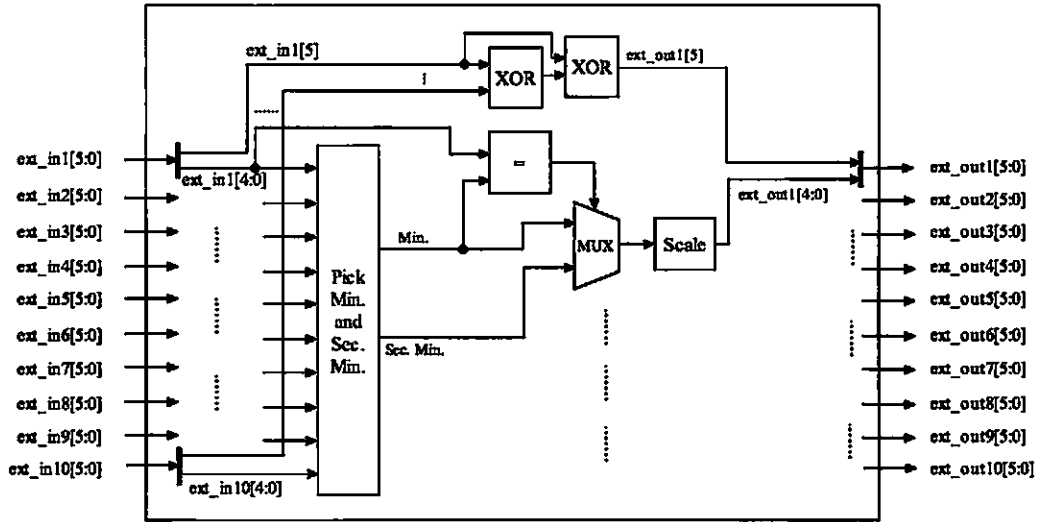 ext_in1[5]
XOR
XOR
ext_out1[5]
ext_in1[5:0]
ext_in1[4:0]
=
ext_out1[5:0]
ext_in2[5:0]
ext_out1[4:0]
ext_out2[5:0]
ext_in3[5:0]
Min.
MUX
Scale
ext_out3[5:0]
ext_in4[5:0]
Pick
Min.
and
Sec.
Min.
ext_out4[5:0]
ext_in5[5:0]
ext_out5[5:0]
ext_in6[5:0]
Sec. Min.
ext_out6[5:0]
ext_in7[5:0]
ext_out7[5:0]
ext_in8[5:0]
ext_out8[5:0]
ext_in9[5:0]
ext_out9[5:0]
ext_in10[5:0]
ext_in10[4:0]
ext_out10[5:0]